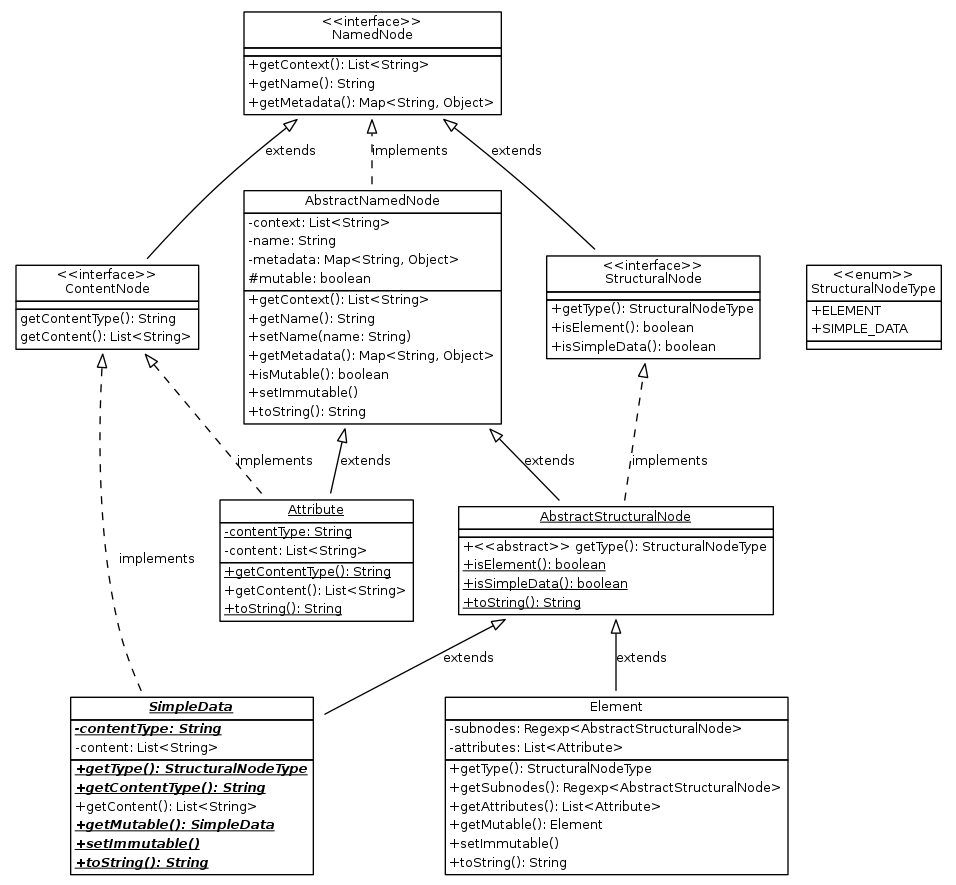 <<interface>>
NamedNode
+getContext(): List<String>
+getName(): String
+getMetadata(): Map<String, Object>
extends
implements
extends
AbstractNamedNode
-context: List<String>
-name: String
-metadata: Map<String, Object>
#mutable: boolean
+getContext(): List<String>
+getName(): String
+setName(name: String)
+getMetadata(): Map<String, Object>
+isMutable(): boolean
+setImmutable()
+toString(): String
<<interface>>
ContentNode
getContentType(): String
getContent(): List<String>
<<interface>>
StructuralNode
+getType(): StructuralNodeType
+isElement(): boolean
+isSimpleData(): boolean
<<enum>>
StructuralNodeType
+ELEMENT
+SIMPLE_DATA
implements
extends
extends
implements
Attribute
-contentType: String
-content: List<String>
+getContentType(): String
+getContent(): List<String>
+toString(): String
AbstractStructuralNode
+<<abstract>> getType(): StructuralNodeType
+isElement(): boolean
+isSimpleData(): boolean
+toString(): String
implements
extends
extends
SimpleData
-contentType: String
-content: List<String>
+getType(): StructuralNodeType
+getContentType(): String
+getContent(): List<String>
+getMutable(): SimpleData
+setImmutable()
+toString(): String
Element
-subnodes: Regexp<AbstractStructuralNode>
-attributes: List<Attribute>
+getType(): StructuralNodeType
+getSubnodes(): Regexp<AbstractStructuralNode>
+getAttributes(): List<Attribute>
+getMutable(): Element
+setImmutable()
+toString(): String